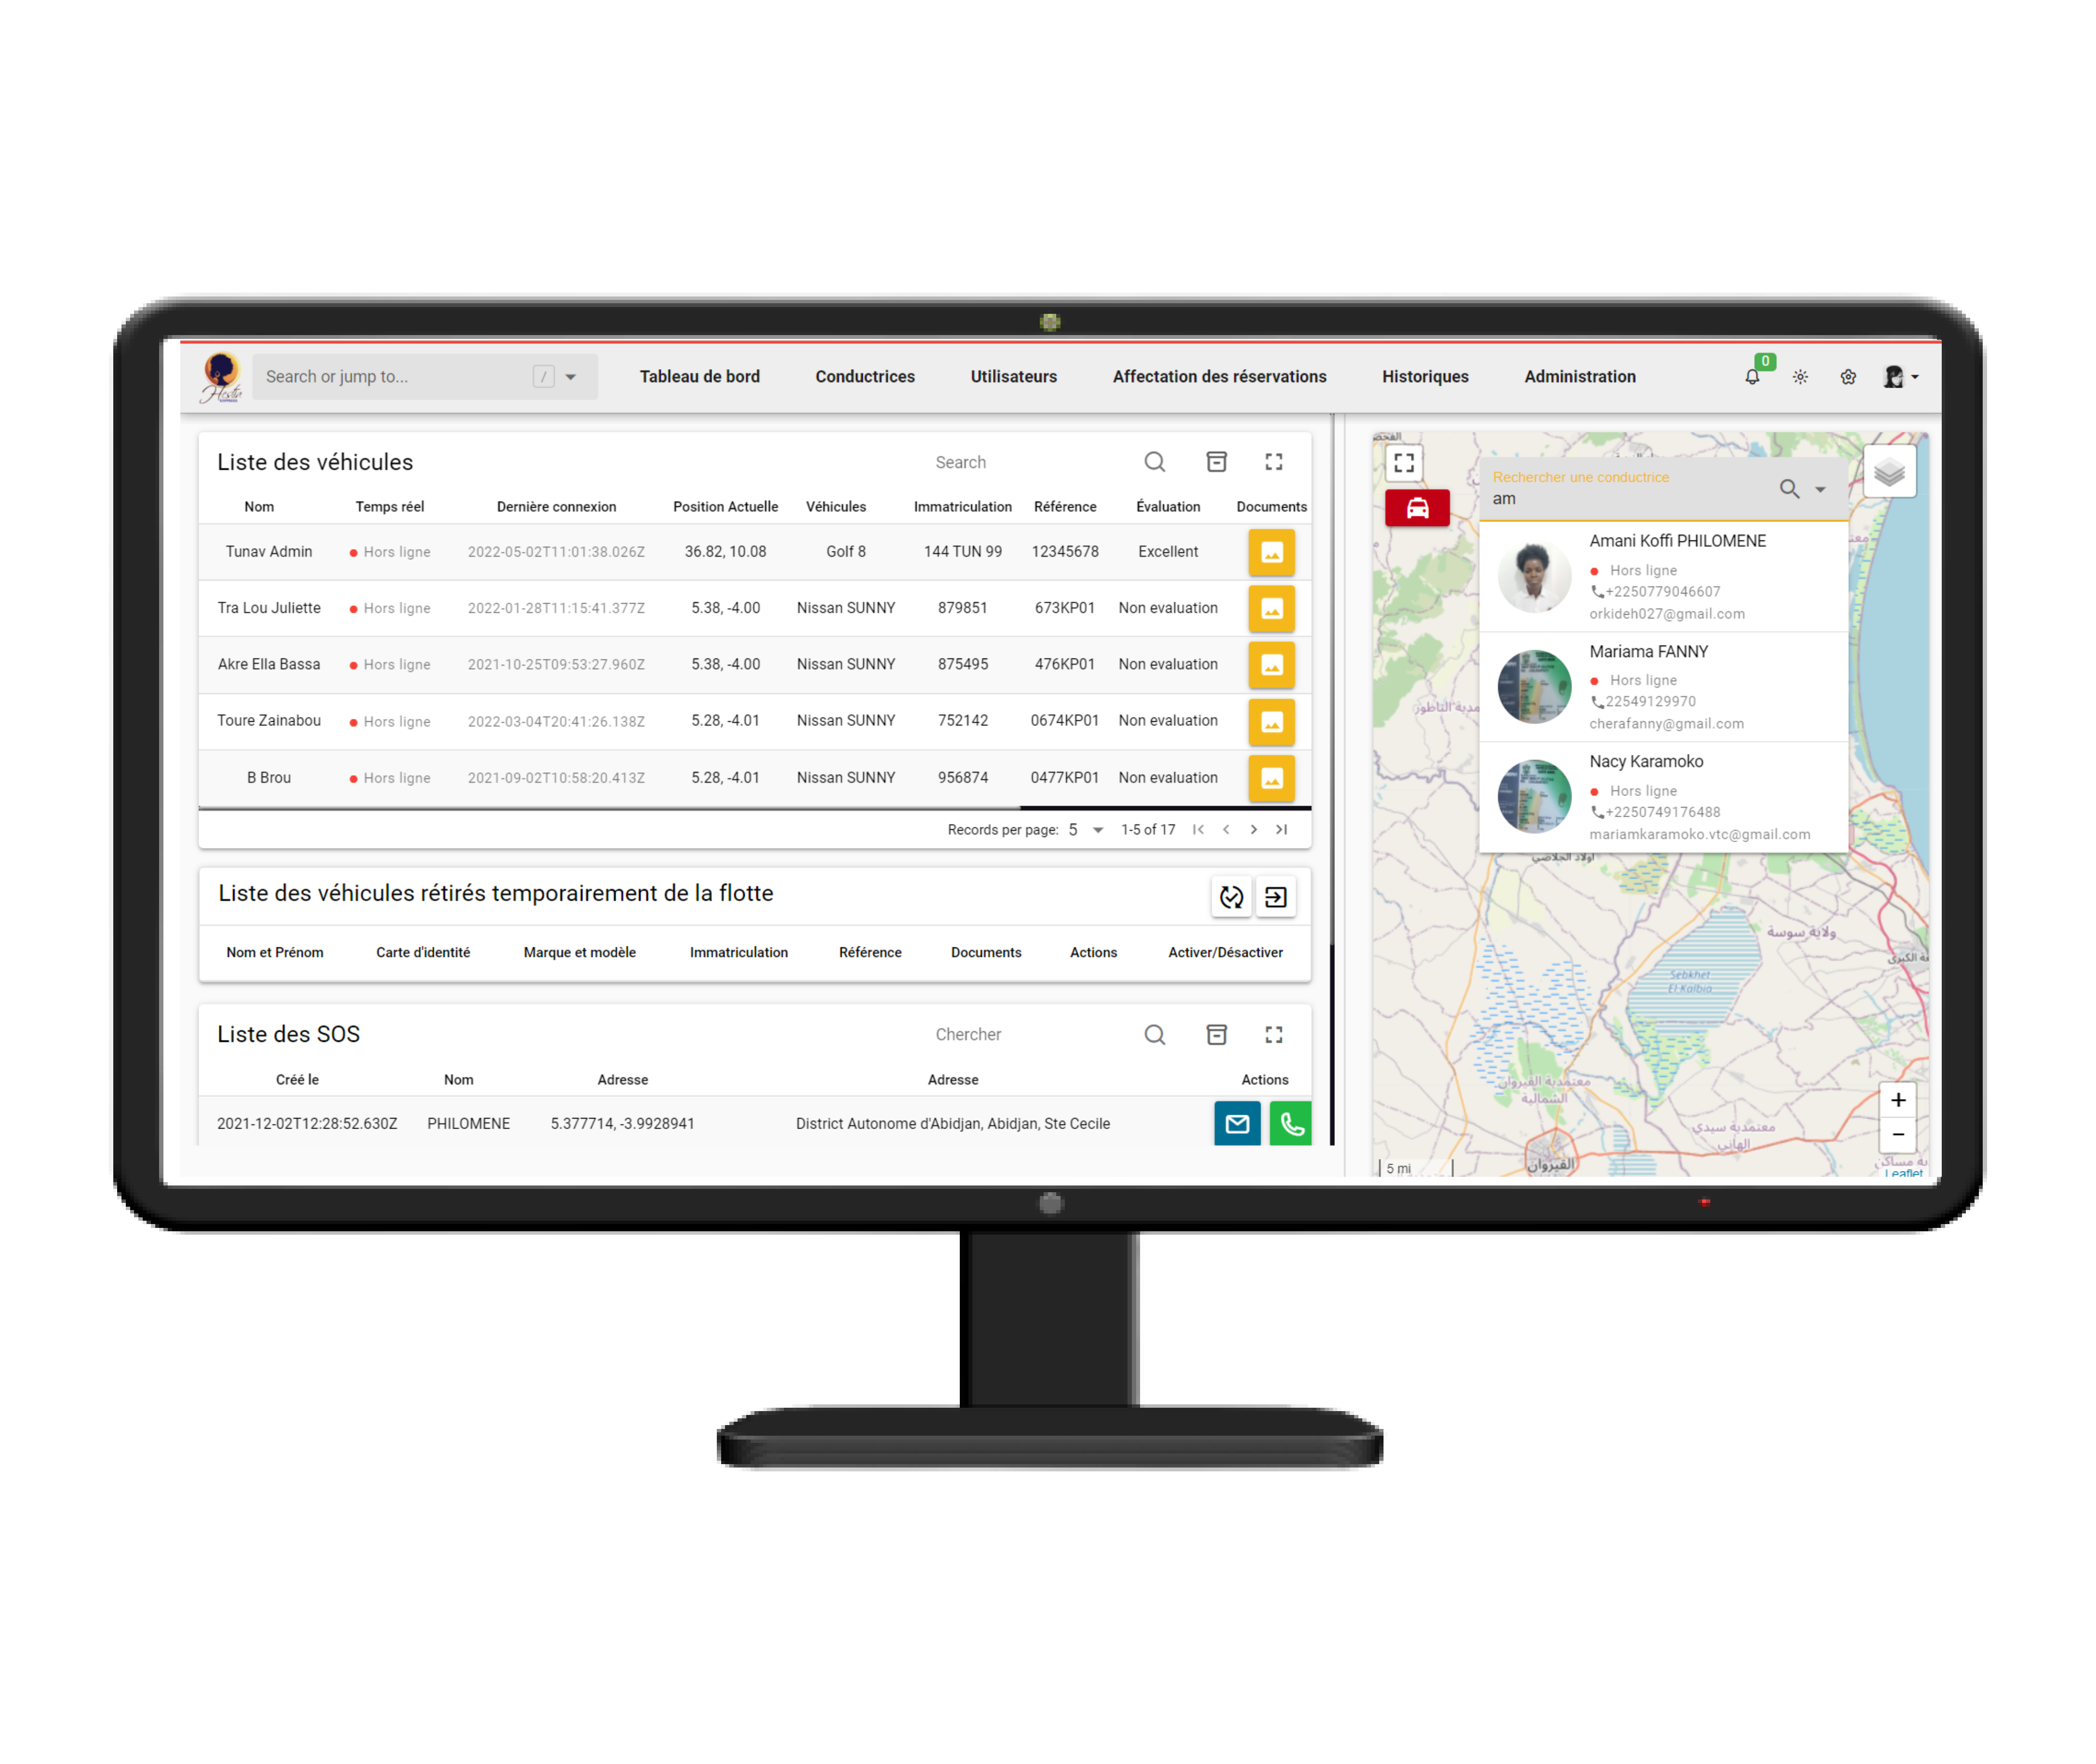 Hestia
Search or jump to... /
Tableau de bord
Conductrices
Utilisateurs
Affectation des réservations
Historiques
Administration
0
Liste des véhicules
Search
Nom Temps réel Dernière connexion Position Actuelle Véhicules Immatriculation Référence Évaluation Documents
Tunav Admin Hors ligne 2022-05-02T11:01:38.026Z 36.82, 10.08 Golf 8 144 TUN 99 12345678 Excellent
Tra Lou Juliette Hors ligne 2022-01-28T11:15:41.377Z 5.38, -4.00 Nissan SUNNY 879851 673KP01 Non evaluation
Akre Ella Bassa Hors ligne 2021-10-25T09:53:27.960Z 5.38, -4.00 Nissan SUNNY 875495 476KP01 Non evaluation
Toure Zainabou Hors ligne 2022-03-04T20:41:26.138Z 5.28, -4.01 Nissan SUNNY 752142 0674KP01 Non evaluation
B Brou Hors ligne 2021-09-02T10:58:20.413Z 5.28, -4.01 Nissan SUNNY 956874 0477KP01 Non evaluation
Records per page: 5 1-5 of 17
Liste des véhicules rétirés temporairement de la flotte
Nom et Prénom Carte d'identité Marque et modèle Immatriculation Référence Documents Actions Activer/Désactiver
Liste des SOS
Chercher
Créé le Nom Adresse Adresse Actions
2021-12-02T12:28:52.630Z PHILOMENE 5.377714, -3.9928941 District Autonome d'Abidjan, Abidjan, Ste Cecile
Rechercher une conductrice
am
Amani Koffi PHILOMENE
Hors ligne
+2250779046607
orkideh027@gmail.com
Mariama FANNY
Hors ligne
22549129970
cherafanny@gmail.com
Nacy Karamoko
Hors ligne
+2250749176488
mariamkaramoko.vtc@gmail.com
أولاد الخلاصي
ولاية سوسة
Sebkhet
El Kalbia
معتمدية القيروان
الشمالية
معتمدية سيدي
الهاني
القيروان
+
−
5 mi
Leaflet